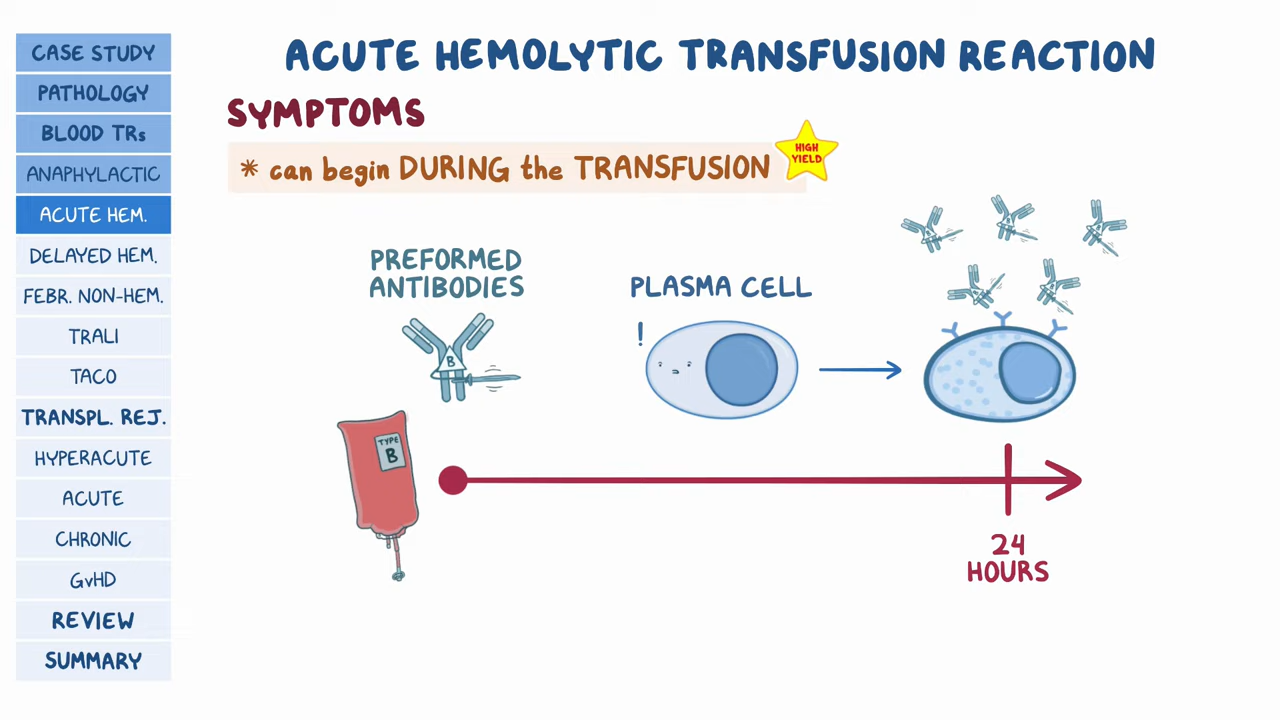 CASE STUDY
PATHOLOGY
BLOOD TRs
ANAPHYLACTIC
ACUTE HEM.
DELAYED HEM.
FEBR. NON-HEM.
TRALI
TACO
TRANSPL. REJ.
HYPERACUTE
ACUTE
CHRONIC
GvHD
REVIEW
SUMMARY
ACUTE HEMOLYTIC TRANSFUSION REACTION
SYMPTOMS
* can begin DURING the TRANSFUSION
HIGH
YIELD
PREFORMED
ANTIBODIES
B
TYPE
B
PLASMA CELL
!
24
HOURS